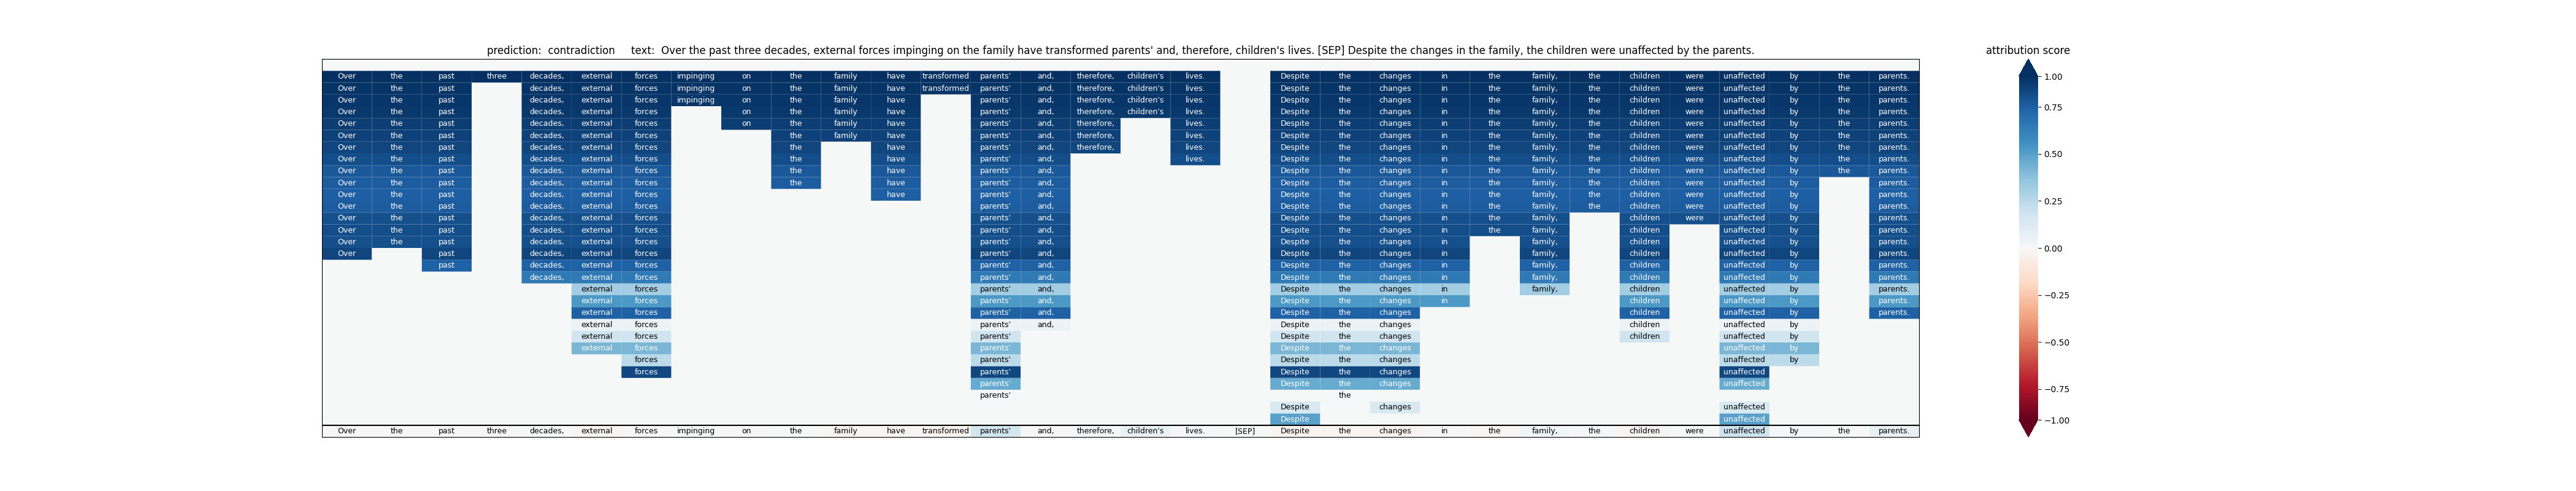 prediction: contradiction text: Over the past three decades, external forces impinging on the family have transformed parents' and, therefore, children's lives. [SEP] Despite the changes in the family, the children were unaffected by the parents.
Over the past three decades, external forces impinging on the family have transformed parents' and, therefore, children's lives. Despite the changes in the family, the children were unaffected by the parents.
Over the past decades, external forces impinging on the family have transformed parents' and, therefore, children's lives. Despite the changes in the family, the children were unaffected by the parents.
Over the past decades, external forces impinging on the family have parents' and, therefore, children's lives. Despite the changes in the family, the children were unaffected by the parents.
Over the past decades, external forces on the family have parents' and, therefore, children's lives. Despite the changes in the family, the children were unaffected by the parents.
Over the past decades, external forces on the family have parents' and, therefore, lives. Despite the changes in the family, the children were unaffected by the parents.
Over the past decades, external forces the family have parents' and, therefore, lives. Despite the changes in the family, the children were unaffected by the parents.
Over the past decades, external forces the have parents' and, therefore, lives. Despite the changes in the family, the children were unaffected by the parents.
Over the past decades, external forces the have parents' and, lives. Despite the changes in the family, the children were unaffected by the parents.
Over the past decades, external forces the have parents' and, Despite the changes in the family, the children were unaffected by the parents.
Over the past decades, external forces the have parents' and, Despite the changes in the family, the children were unaffected by parents.
Over the past decades, external forces have parents' and, Despite the changes in the family, the children were unaffected by parents.
Over the past decades, external forces parents' and, Despite the changes in the family, the children were unaffected by parents.
Over the past decades, external forces parents' and, Despite the changes in the family, children were unaffected by parents.
Over the past decades, external forces parents' and, Despite the changes in the family, children unaffected by parents.
Over the past decades, external forces parents' and, Despite the changes in family, children unaffected by parents.
Over past decades, external forces parents' and, Despite the changes in family, children unaffected by parents.
past decades, external forces parents' and, Despite the changes in family, children unaffected by parents.
decades, external forces parents' and, Despite the changes in family, children unaffected by parents.
external forces parents' and, Despite the changes in family, children unaffected by parents.
external forces parents' and, Despite the changes in children unaffected by parents.
external forces parents' and, Despite the changes children unaffected by parents.
external forces parents' and, Despite the changes children unaffected by
external forces parents' Despite the changes children unaffected by
external forces parents' Despite the changes unaffected by
forces parents' Despite the changes unaffected by
forces parents' Despite the changes unaffected
parents' Despite the changes unaffected
parents' the
Despite changes unaffected
Despite unaffected
Over the past three decades, external forces impinging on the family have transformed parents' and, therefore, children's lives. [SEP] Despite the changes in the family, the children were unaffected by the parents.
attribution score
1.00
0.75
0.50
0.25
0.00
−0.25
−0.50
−0.75
−1.00